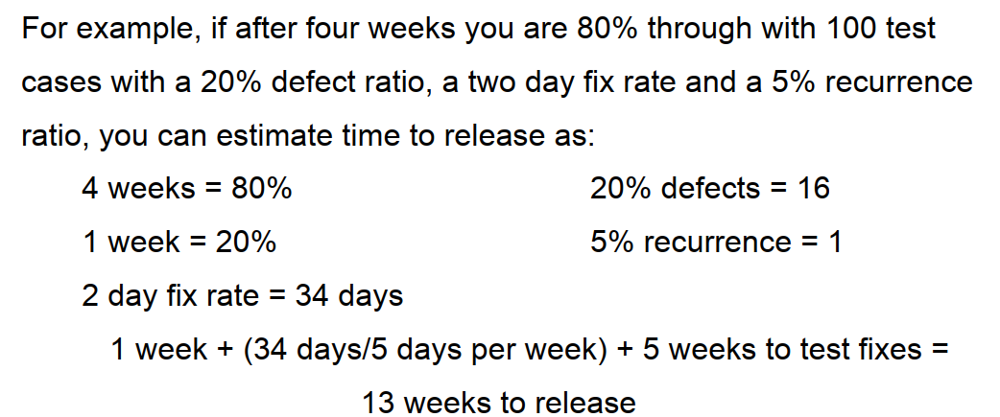 For example, if after four weeks you are 80% through with 100 test
cases with a 20% defect ratio, a two day fix rate and a 5% recurrence
ratio, you can estimate time to release as:
4 weeks = 80% 20% defects = 16
1 week = 20% 5% recurrence = 1
2 day fix rate = 34 days
1 week + (34 days/5 days per week) + 5 weeks to test fixes =
13 weeks to release